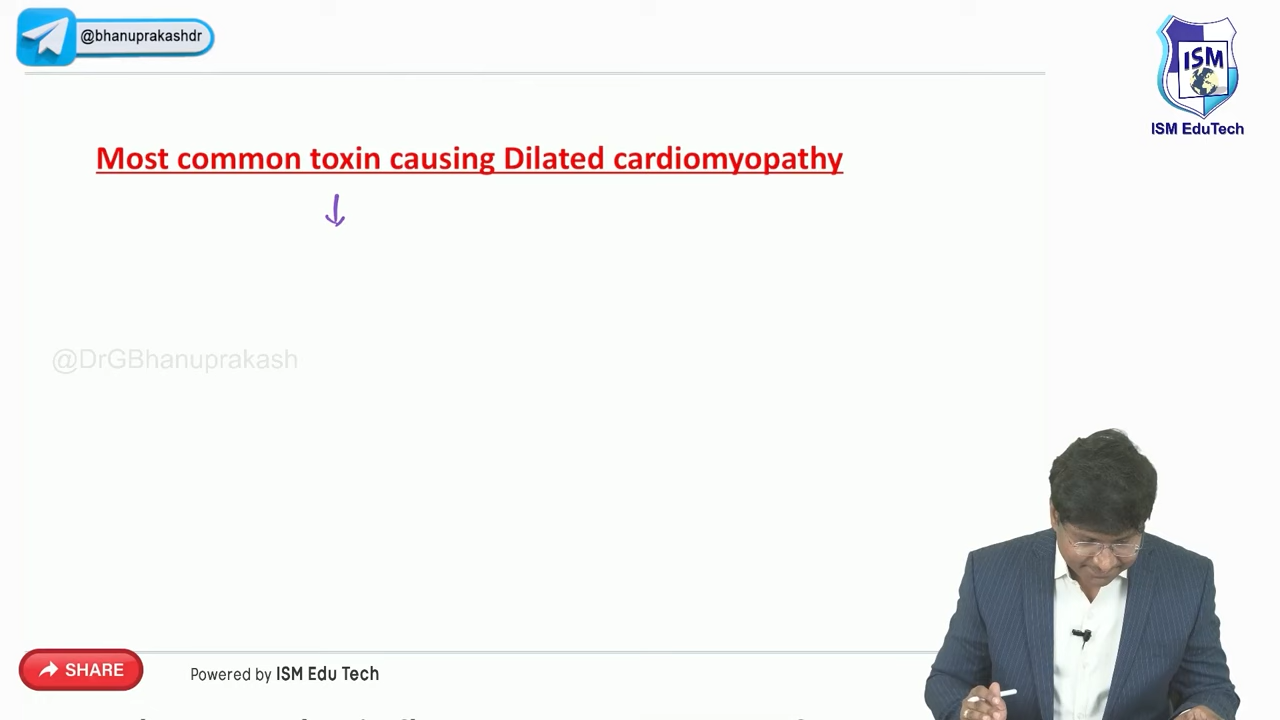 @bhanuprakashdr
ISM
ISM EduTech
Most common toxin causing Dilated cardiomyopathy
@DrGBhanuprakash
SHARE
Powered by ISM Edu Tech